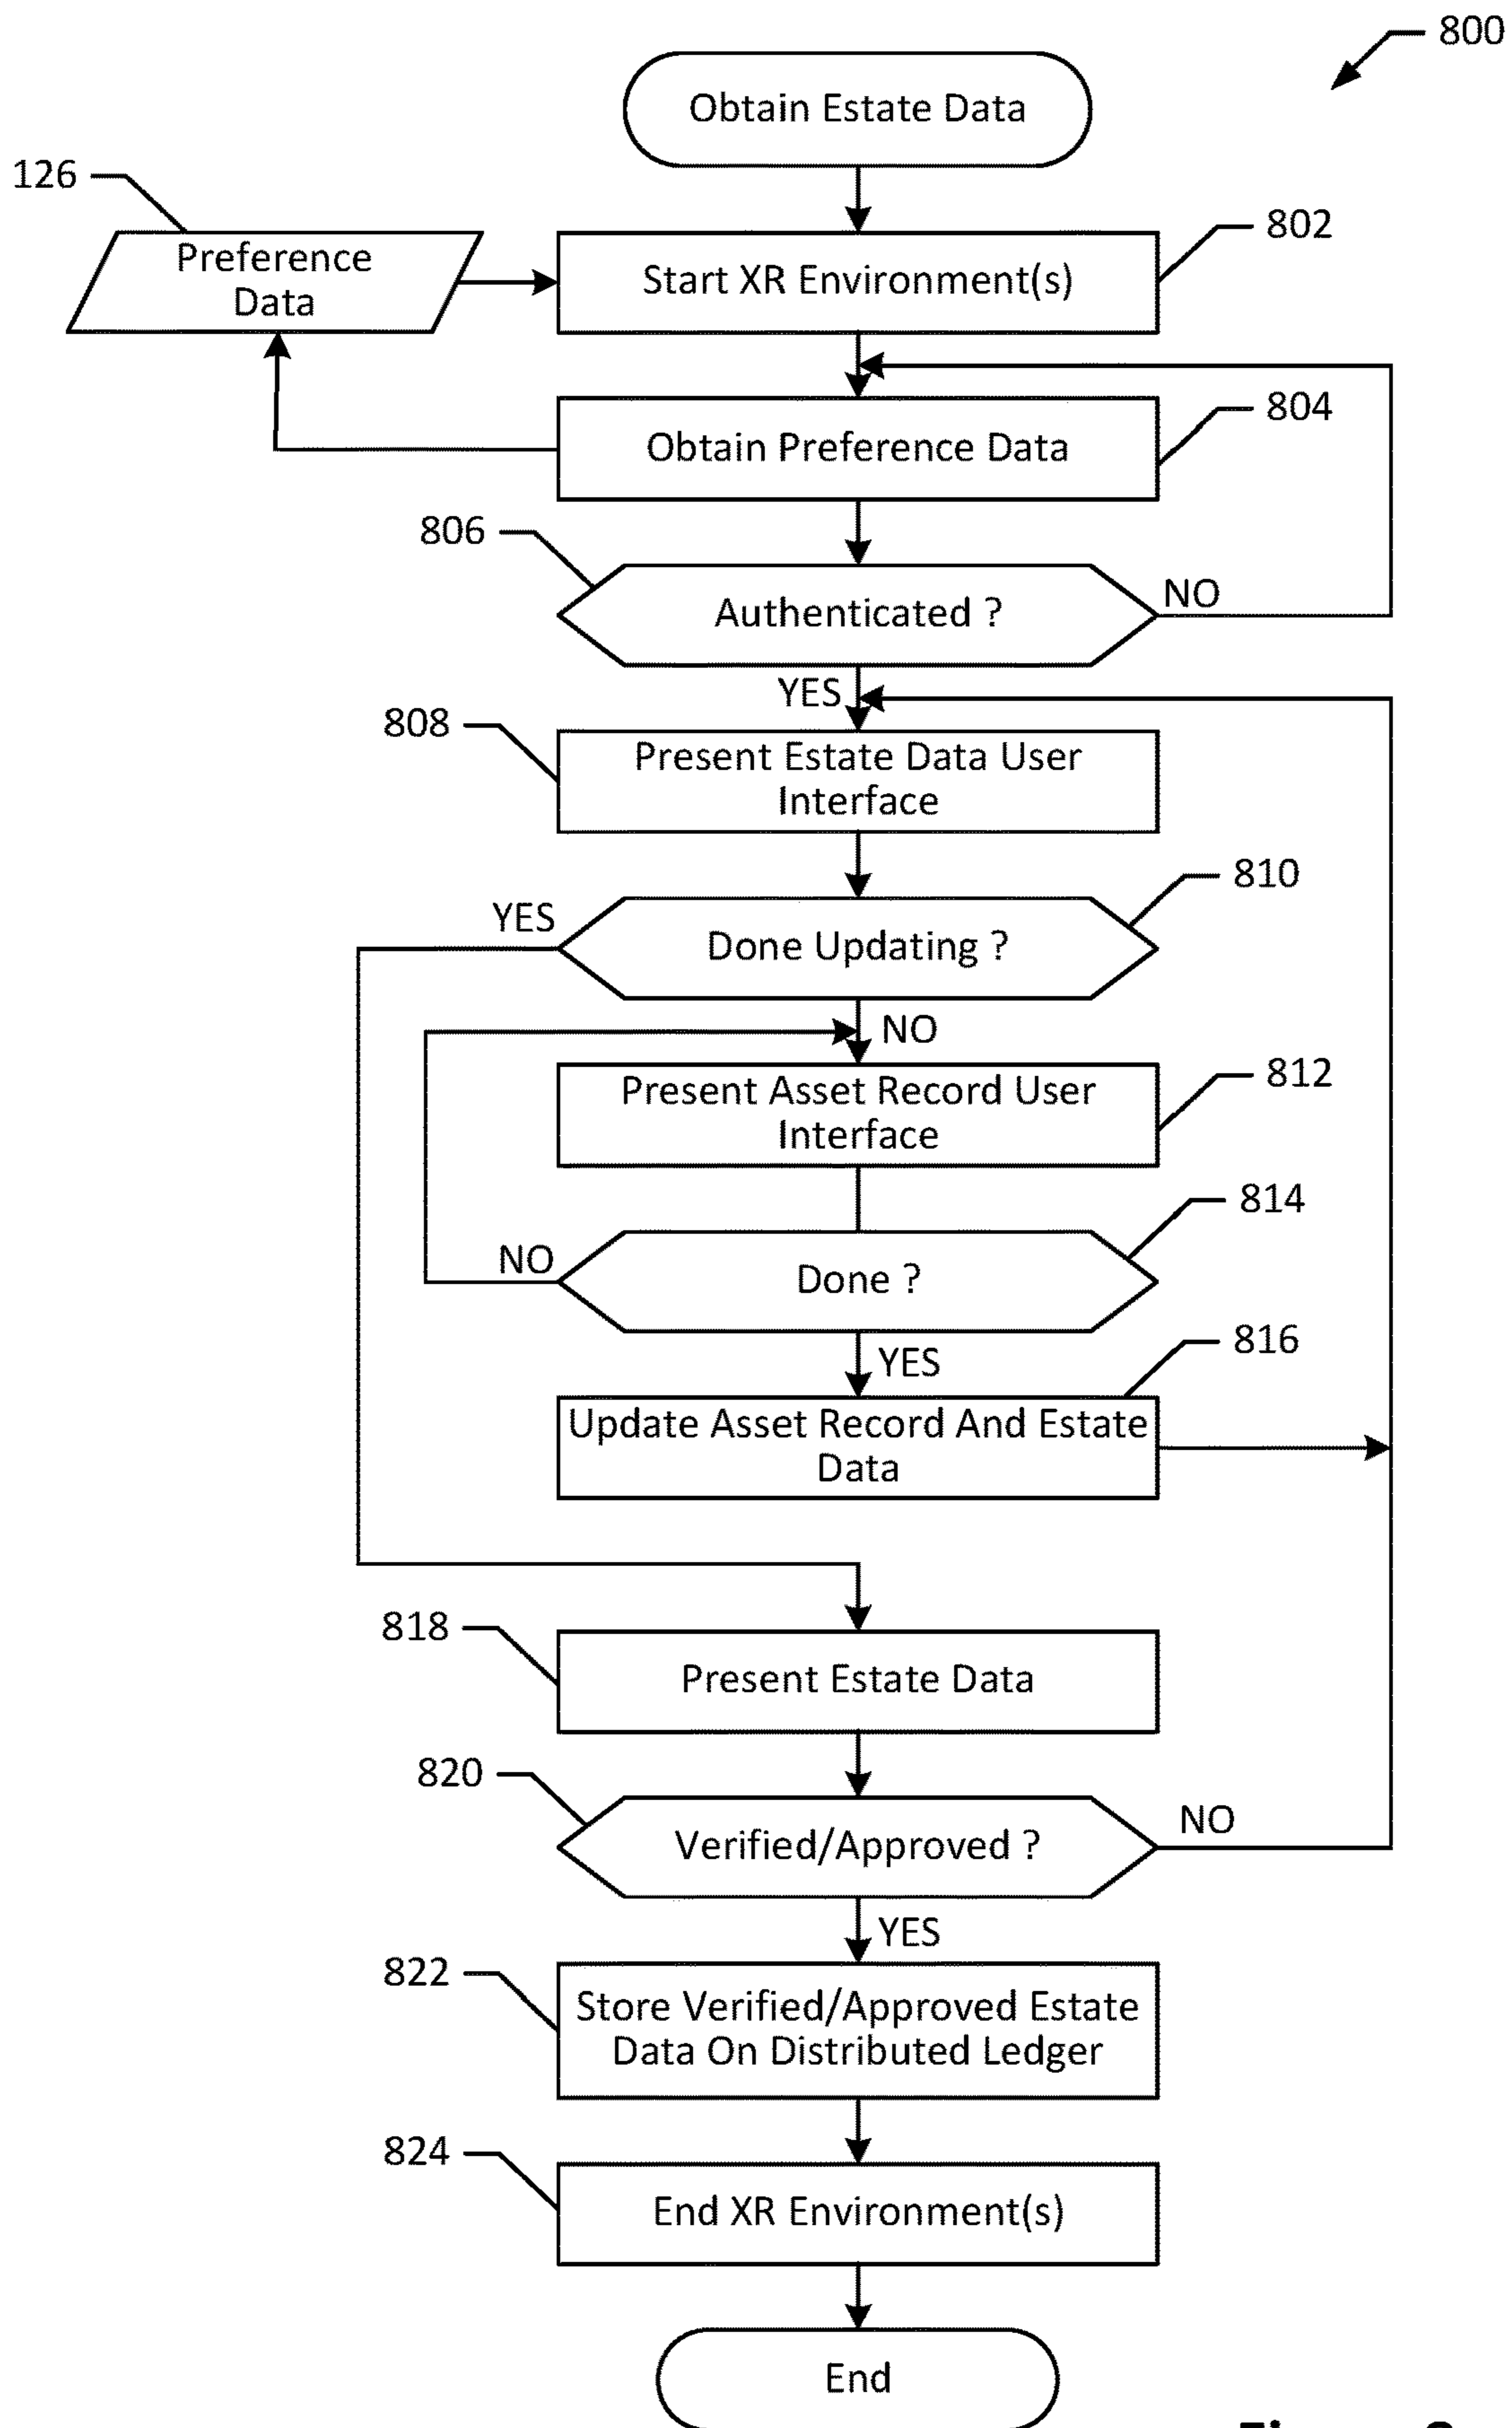 800
Obtain Estate Data
126
Preference
Data
802
Start XR Environment(s)
804
Obtain Preference Data
806
Authenticated ?
NO
YES
808
Present Estate Data User
Interface
810
YES
Done Updating ?
NO
812
Present Asset Record User
Interface
814
NO
Done ?
YES
816
Update Asset Record And Estate
Data
818
Present Estate Data
820
Verified/Approved ?
NO
YES
822
Store Verified/Approved Estate
Data On Distributed Ledger
824
End XR Environment(s)
End